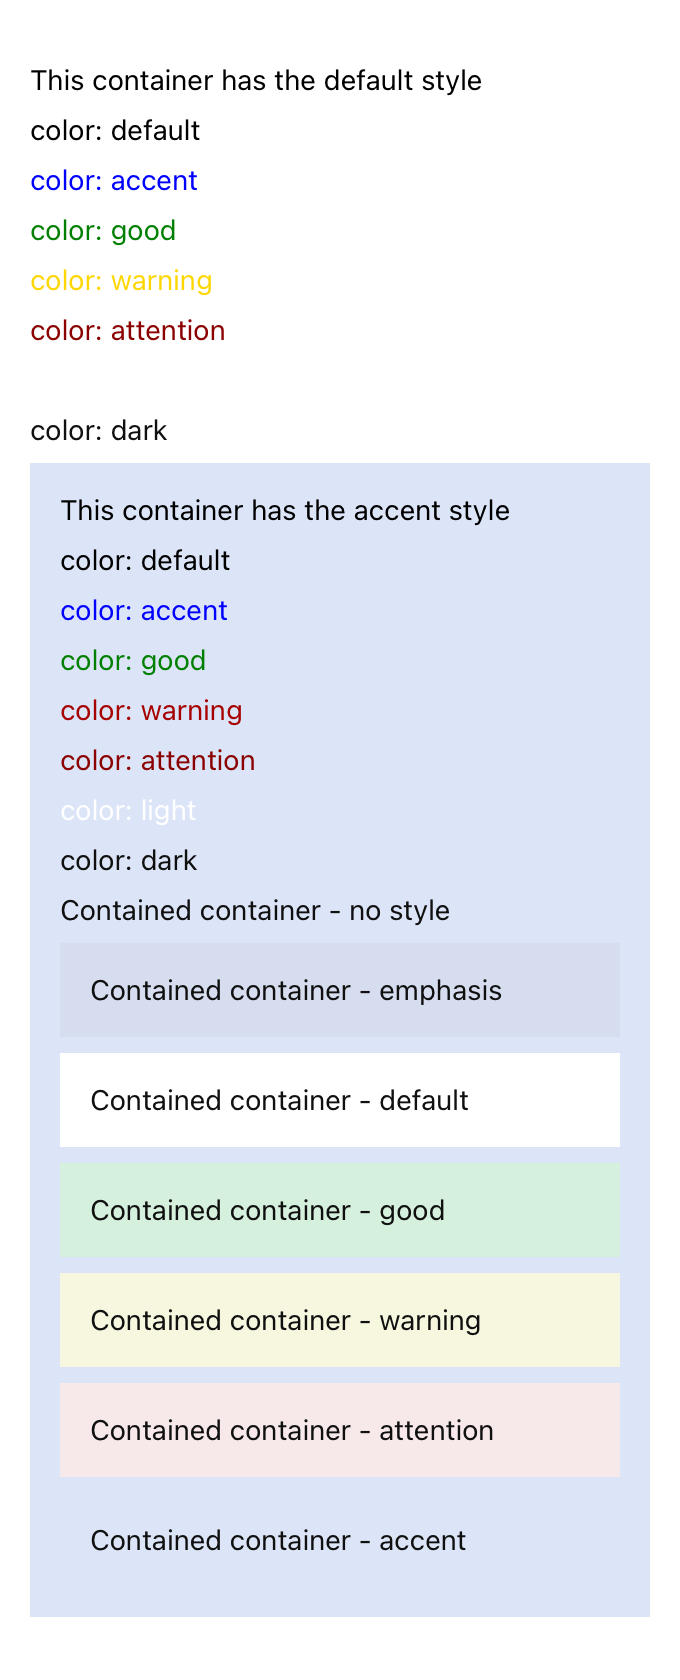 This container has the default style
color: default
color: accent
color: good
color: warning
color: attention
color: dark
This container has the accent style
color: default
color: accent
color: good
color: warning
color: attention
color: light
color: dark
Contained container - no style
Contained container - emphasis
Contained container - default
Contained container - good
Contained container - warning
Contained container - attention
Contained container - accent